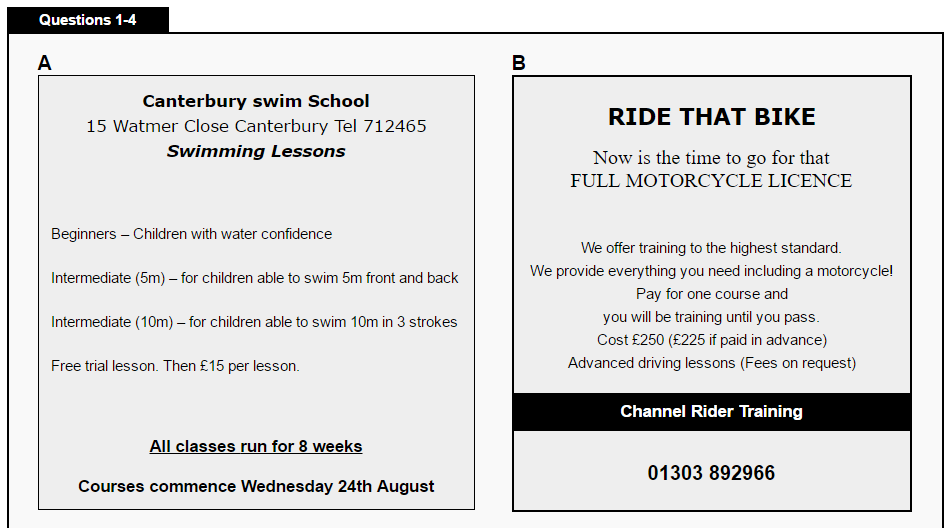 Questions 1-4
A
Canterbury swim School
15 Watmer Close Canterbury Tel 712465
Swimming Lessons
Beginners – Children with water confidence
Intermediate (5m) – for children able to swim 5m front and back
Intermediate (10m) – for children able to swim 10m in 3 strokes
Free trial lesson. Then £15 per lesson.
All classes run for 8 weeks
Courses commence Wednesday 24th August
B
RIDE THAT BIKE
Now is the time to go for that
FULL MOTORCYCLE LICENCE
We offer training to the highest standard.
We provide everything you need including a motorcycle!
Pay for one course and
you will be training until you pass.
Cost £250 (£225 if paid in advance)
Advanced driving lessons (Fees on request)
Channel Rider Training
01303 892966